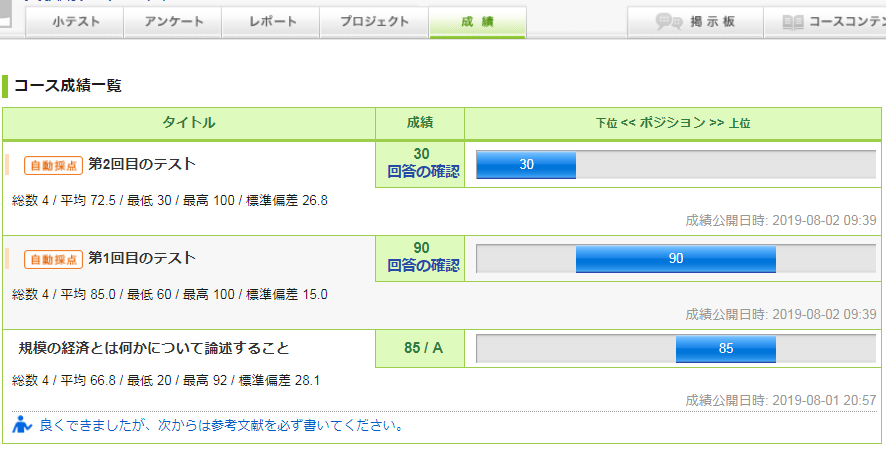 小テスト アンケート レポート プロジェクト 成績 掲示板 コースコンテン
コース成績一覧
タイトル 成績 下位 << ポジション >> 上位
自動採点 第2回目のテスト 30 30
回答の確認
総数 4 / 平均 72.5 / 最低 30 / 最高 100 / 標準偏差 26.8
成績公開日時: 2019-08-02 09:39
自動採点 第1回目のテスト 90 90
回答の確認
総数 4 / 平均 85.0 / 最低 60 / 最高 100 / 標準偏差 15.0
成績公開日時: 2019-08-02 09:39
規模の経済とは何かについて論述すること 85 / A 85
総数 4 / 平均 66.8 / 最低 20 / 最高 92 / 標準偏差 28.1
成績公開日時: 2019-08-01 20:57
良くできましたが、次からは参考文献を必ず書いてください。